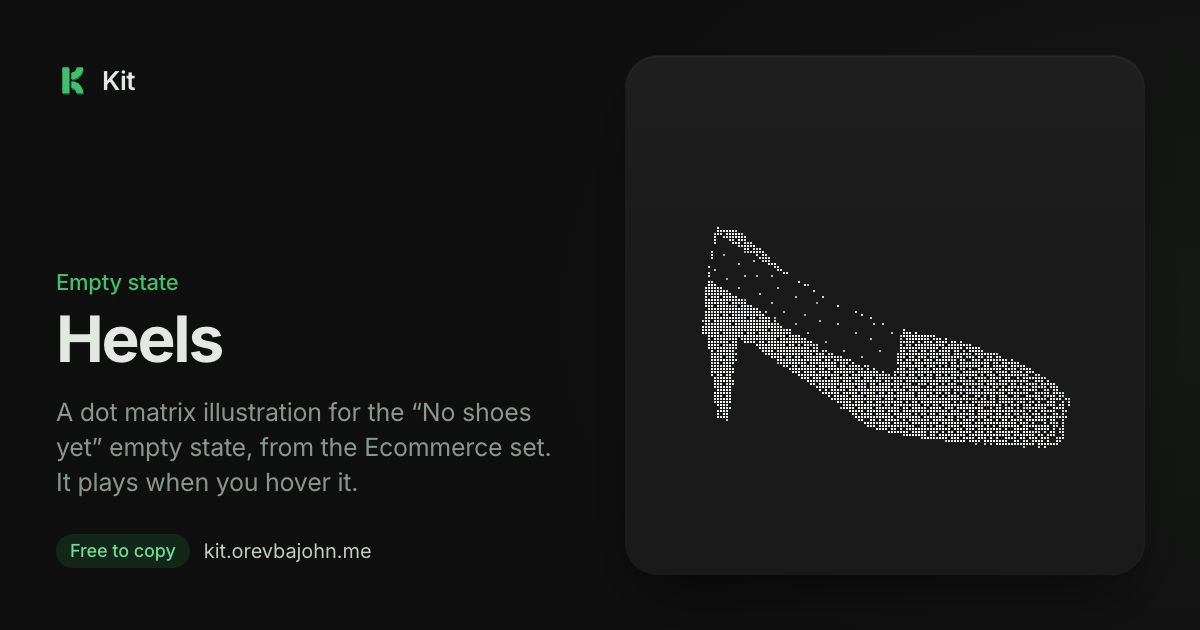 Kit
Empty state
Heels
A dot matrix illustration for the “No shoes
yet” empty state, from the Ecommerce set.
It plays when you hover it.
Free to copy
kit.orevbajohn.me